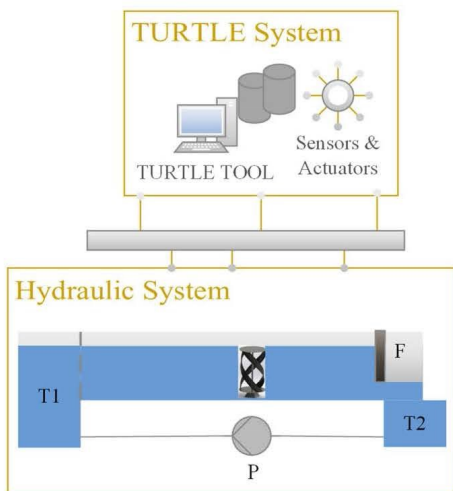 TURTLE System
TURTLE TOOL
Sensors &
Actuators
Hydraulic System
T1
F
T2
P